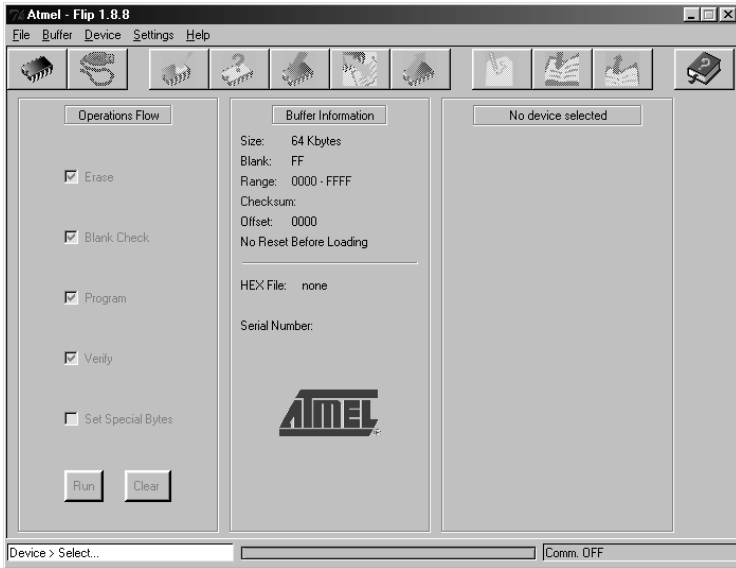 Atmel - Flip 1.8.8
File Buffer Device Settings Help
Operations Flow
Erase
Blank Check
Program
Verify
Set Special Bytes
Run Clear
Buffer Information
Size: 64 Kbytes
Blank: FF
Range: 0000 - FFFF
Checksum:
Offset: 0000
No Reset Before Loading
HEX File: none
Serial Number:
ATMEL
No device selected
Device > Select...
Comm. OFF